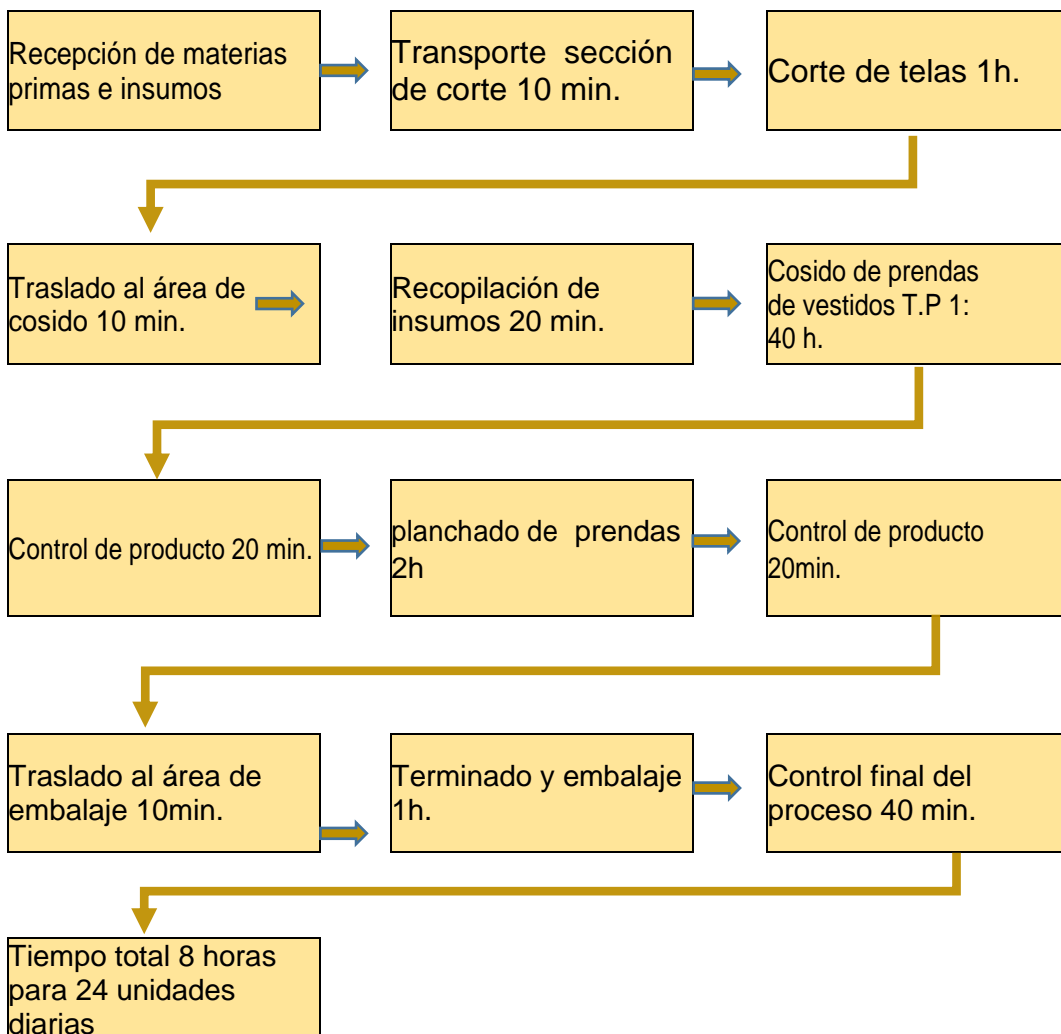 Recepción de materias
primas e insumos
Transporte sección
de corte 10 min.
Corte de telas 1h.
Traslado al área de
cosido 10 min.
Recopilación de
insumos 20 min.
Cosido de prendas
de vestidos T.P 1:
40 h.
Control de producto 20 min.
planchado de prendas
2h
Control de producto
20min.
Traslado al área de
embalaje 10min.
Terminado y embalaje
1h.
Control final del
proceso 40 min.
Tiempo total 8 horas
para 24 unidades
diarias